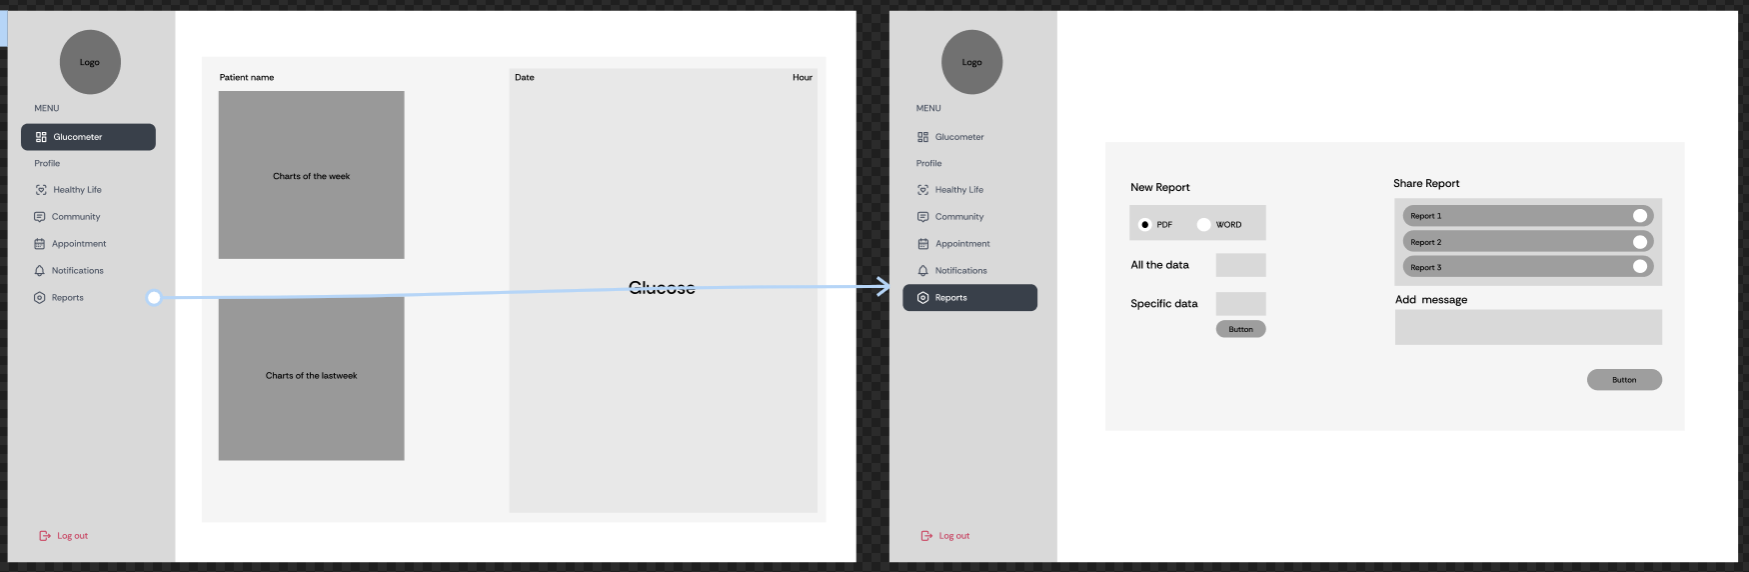 Logo
MENU
Glucometer
Profile
Healthy Life
Community
Appointment
Notifications
Reports
Log out
Patient name
Charts of the week
Charts of the lastweek
Date Hour
Glucose
Logo
MENU
Glucometer
Profile
Healthy Life
Community
Appointment
Notifications
Reports
Log out
New Report
PDF WORD
All the data
Specific data
Button
Share Report
Report 1
Report 2
Report 3
Add message
Button